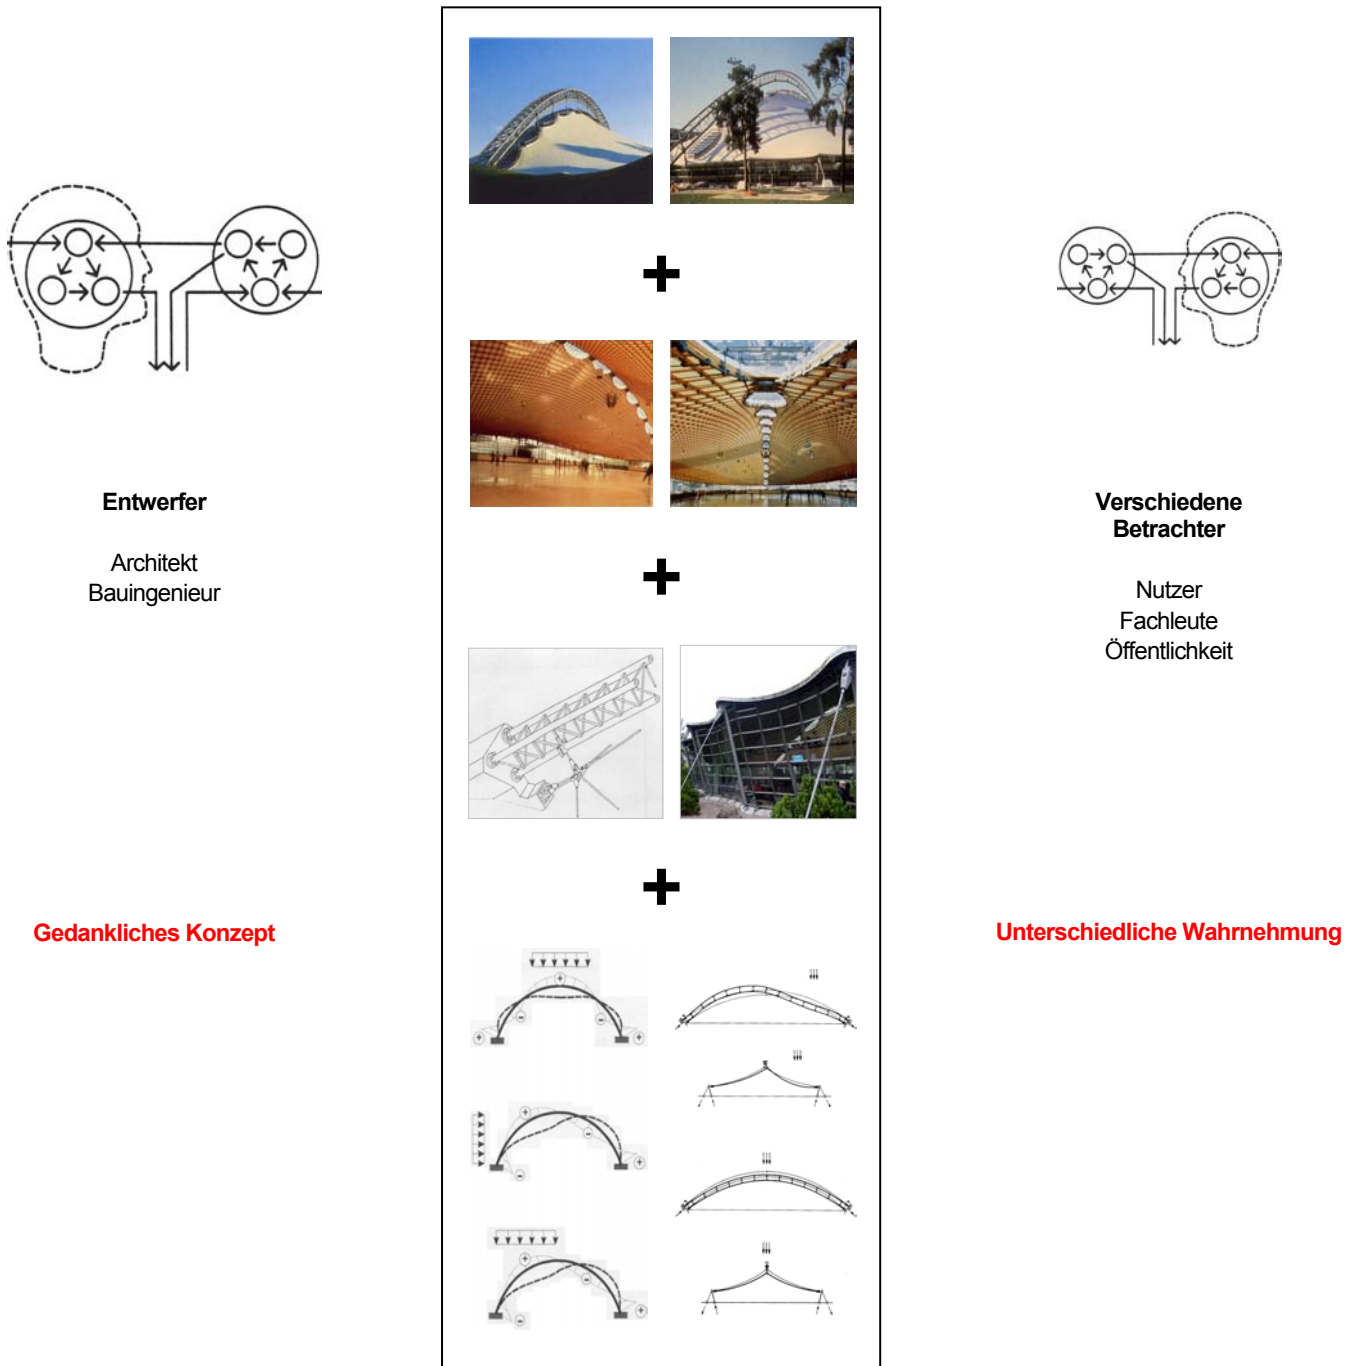 Entwerfer
Architekt
Bauingenieur
Gedankliches Konzept
+
+
+
Verschiedene
Betrachter
Nutzer
Fachleute
Öffentlichkeit
Unterschiedliche Wahrnehmung